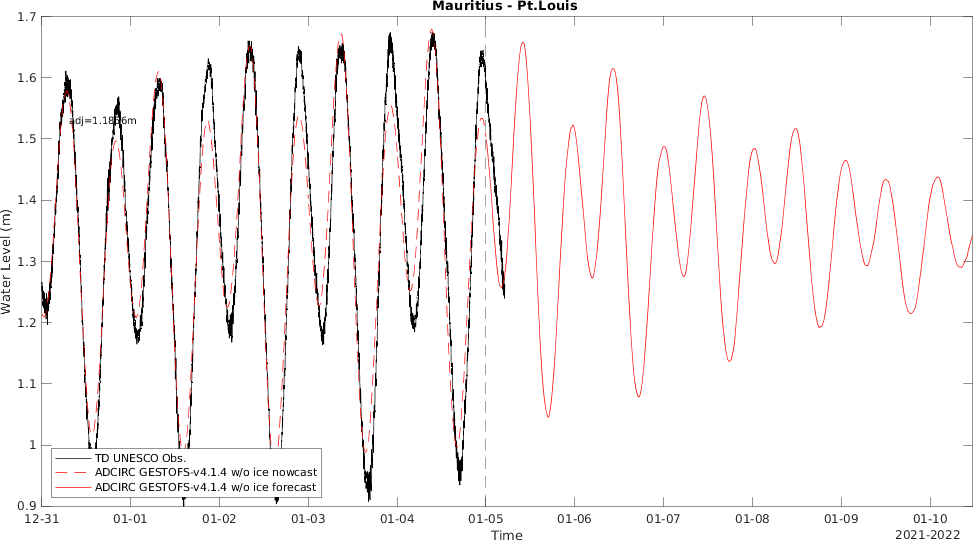 Mauritius - Pt.Louis
1.7
1.6
1.5
1.4
1.3
1.2
1.1
1
0.9
Water Level (m)
TD UNESCO Obs.
ADCIRC GESTOFS-v4.1.4 w/o ice nowcast
ADCIRC GESTOFS-v4.1.4 w/o ice forecast
12-31 01-01 01-02 01-03 01-04 01-05 01-06 01-07 01-08 01-09 01-10
Time
2021-2022